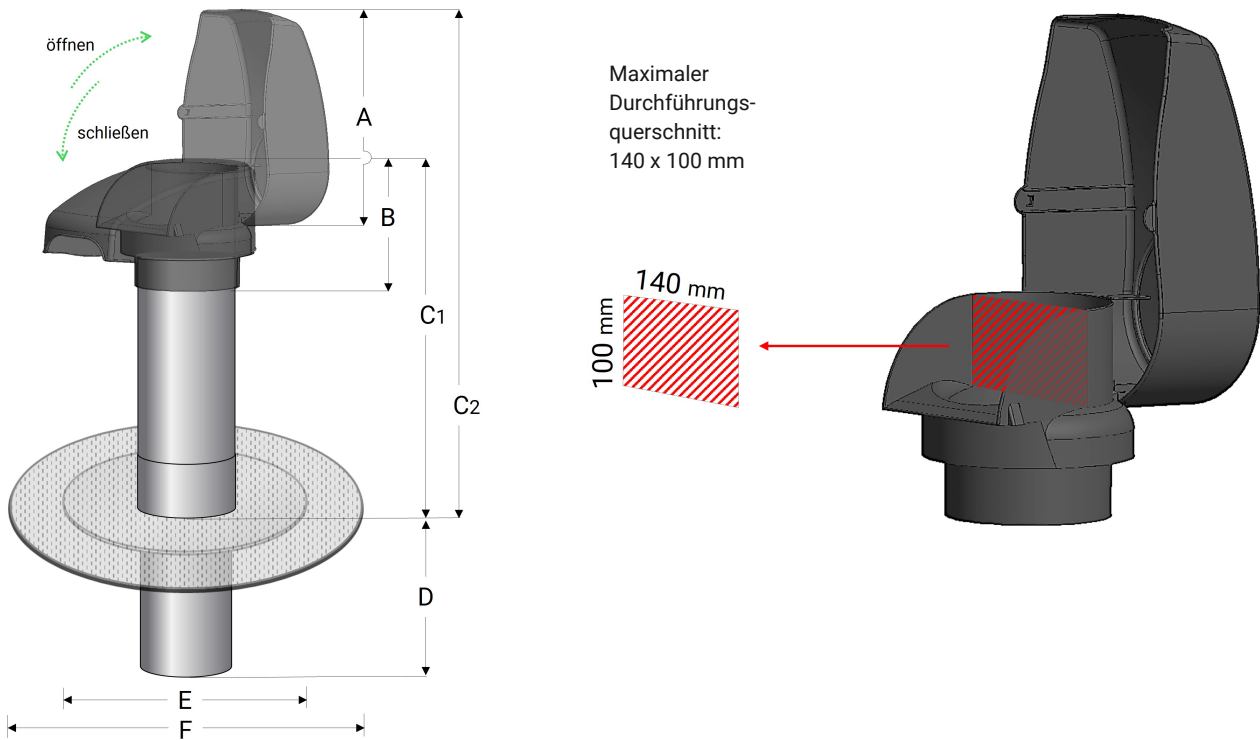 öffnen
schließen
A
B
C1
C2
D
E
F
Maximaler
Durchführungs-
querschnitt:
140 x 100 mm
140 mm
100 mm